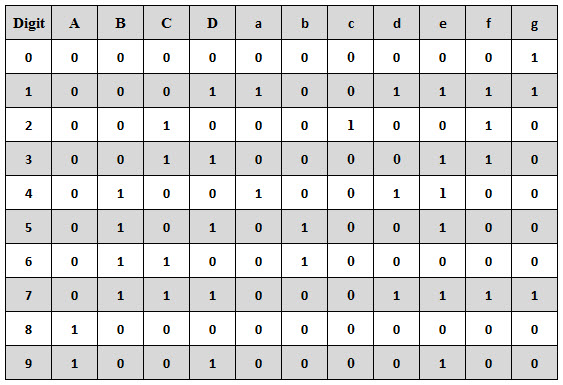 Digit A B C D a b c d e f g
0 0 0 0 0 0 0 0 0 0 0 1
1 0 0 0 1 1 0 0 1 1 1 1
2 0 0 1 0 0 0 1 0 0 1 0
3 0 0 1 1 0 0 0 0 1 1 0
4 0 1 0 0 1 0 0 1 1 0 0
5 0 1 0 1 0 1 0 0 1 0 0
6 0 1 1 0 0 1 0 0 0 0 0
7 0 1 1 1 0 0 0 1 1 1 1
8 1 0 0 0 0 0 0 0 0 0 0
9 1 0 0 1 0 0 0 0 1 0 0